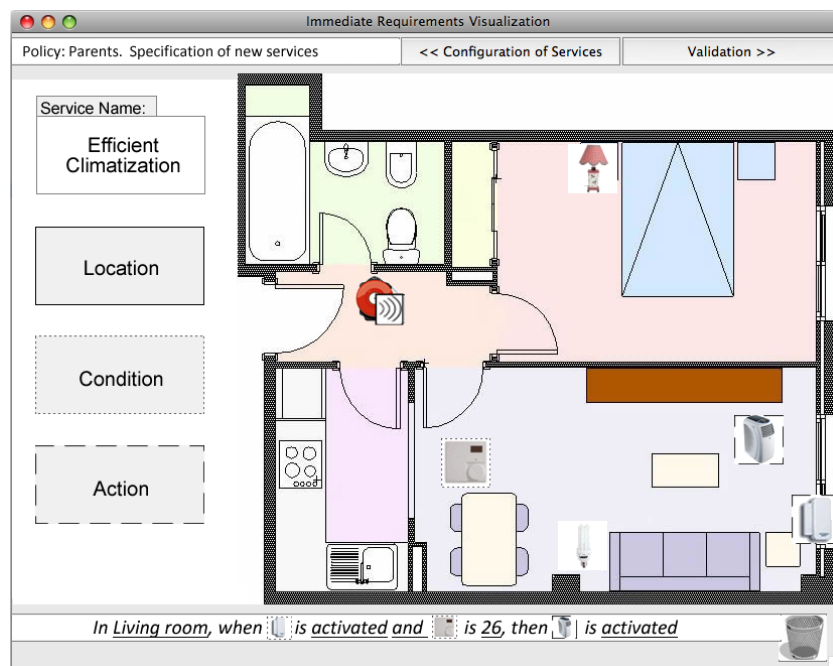 Immediate Requirements Visualization
Policy: Parents.  Specification of new services
<< Configuration of Services
Validation >>
Service Name:
Efficient
Climatization
Location
Condition
Action
In Living room, when is activated and is 26, then is activated